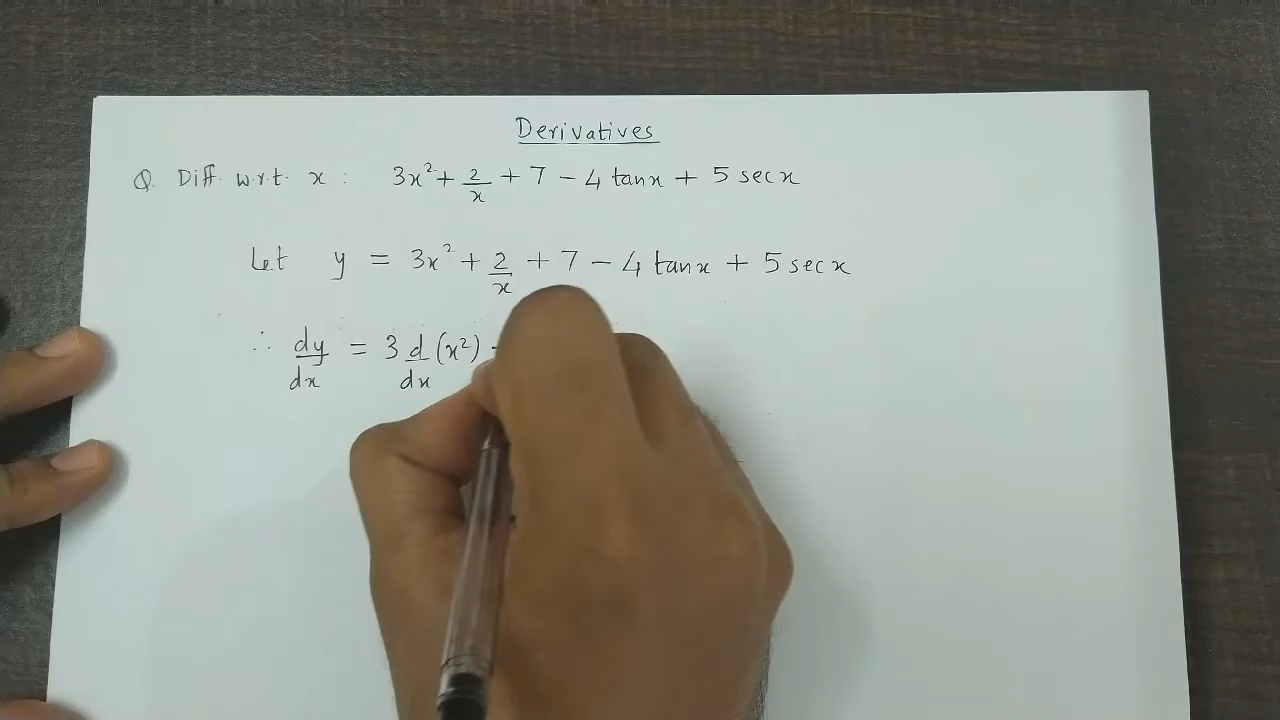 Derivatives
Q. Diff. w.r.t. x : 3x² + 2/x + 7 - 4 tanx + 5 secx
Let y = 3x² + 2/x + 7 - 4 tanx + 5 secx
∴ dy/dx = 3 d/dx (x²)